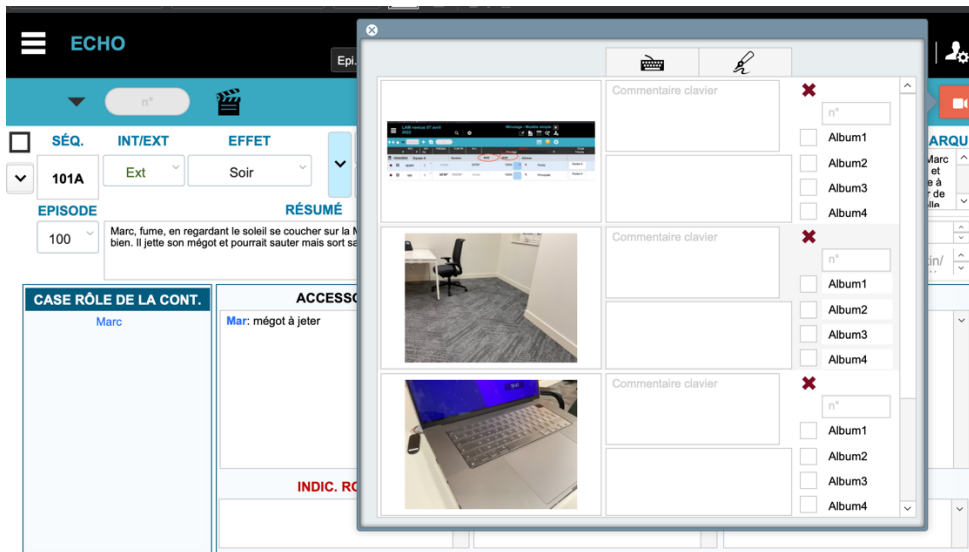 ECHO
Epi.
n°
SÉQ.
INT/EXT
EFFET
101A
Ext
Soir
EPISODE
RÉSUMÉ
100
Marc, fume, en regardant le soleil se coucher sur la
bien. Il jette son mégot et pourrait sauter mais sort
CASE RÔLE DE LA CONT.
Marc
ACCESSO
Mar: mégot à jeter
INDIC. RO
Commentaire clavier
n°
Album1
Album2
Album3
Album4
Commentaire clavier
n°
Album1
Album2
Album3
Album4
Commentaire clavier
n°
Album1
Album2
Album3
Album4
ARQU
Marc
et
e à
r de
tin/